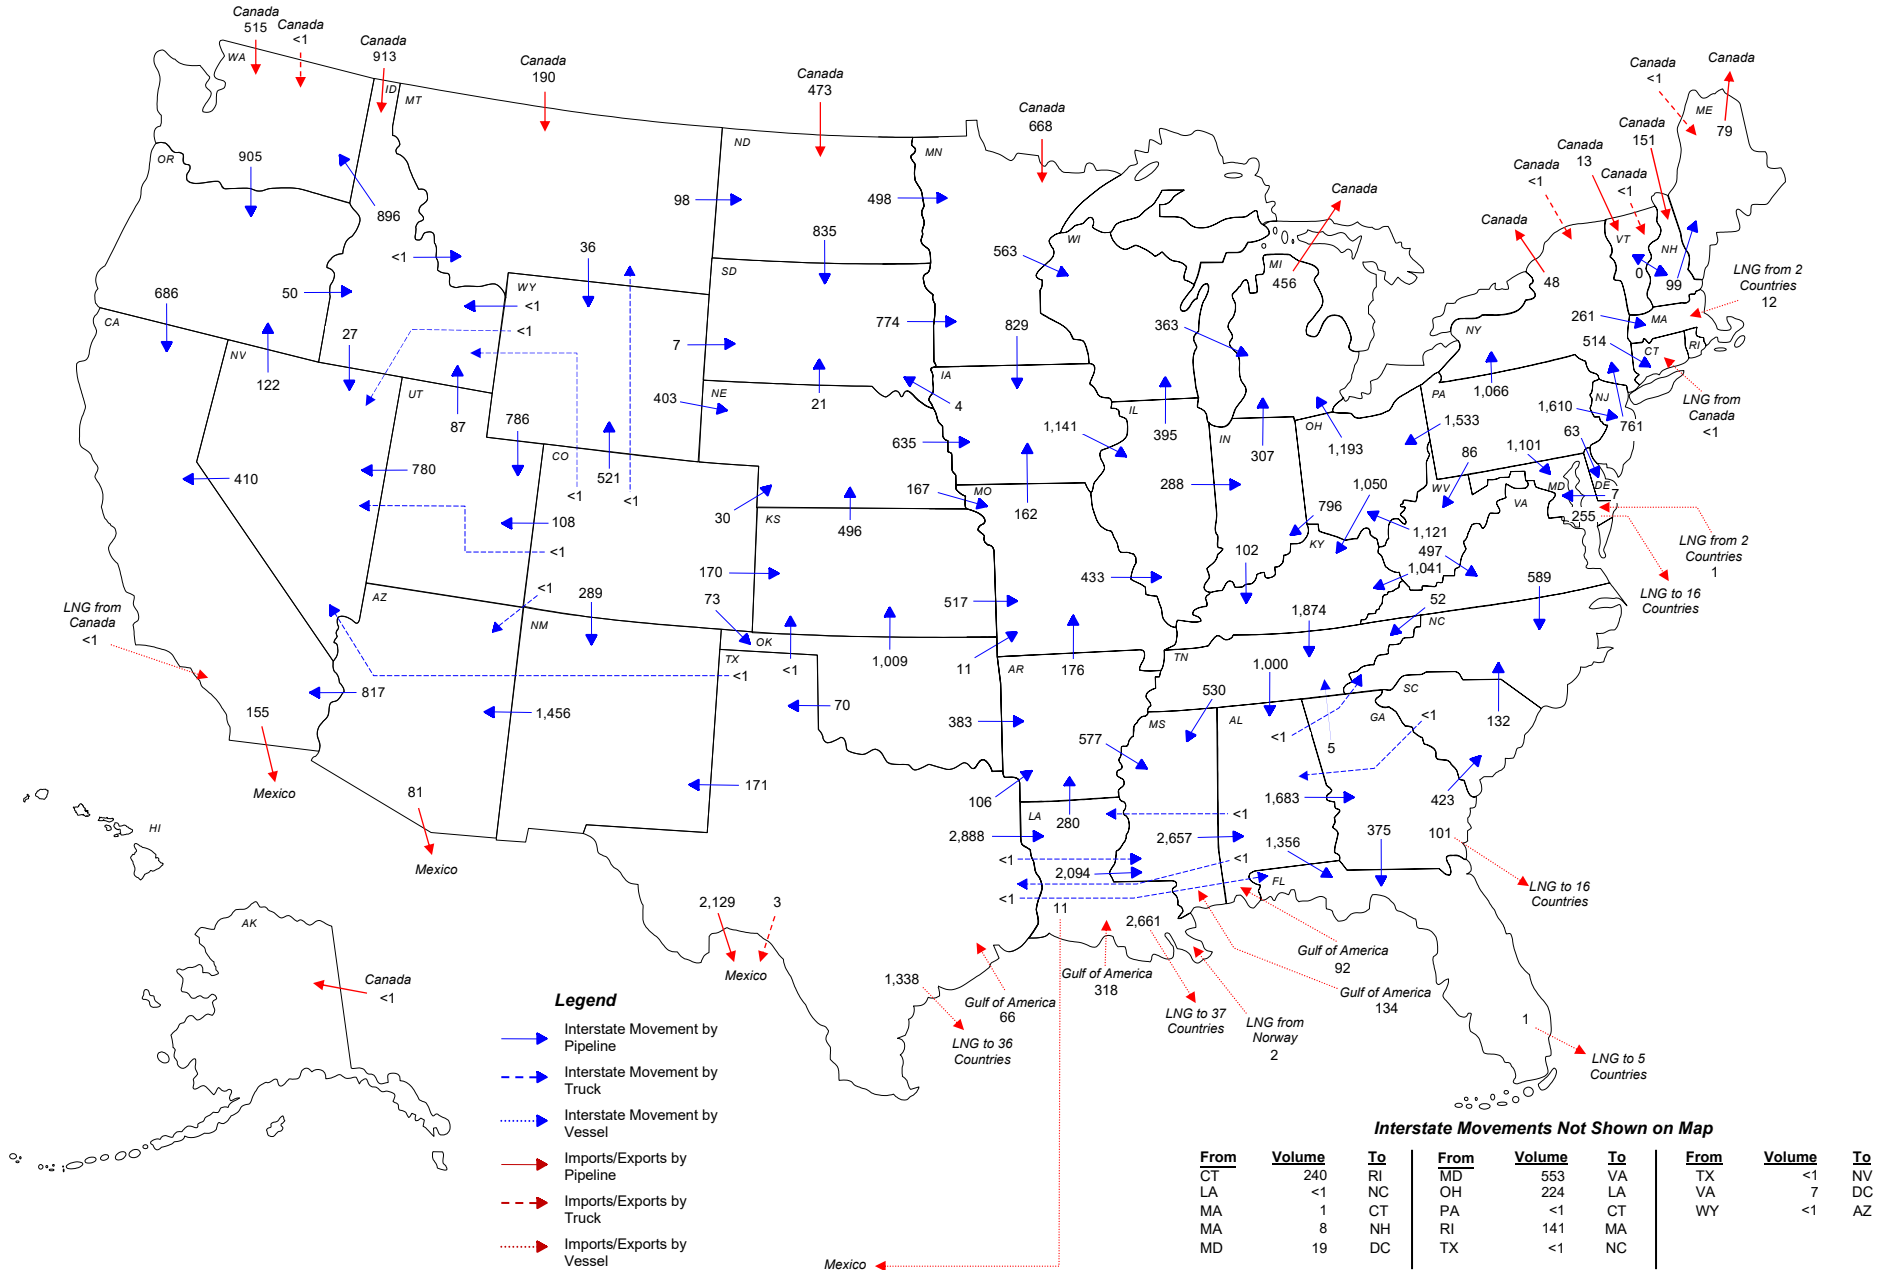 Canada
515
Canada
<1
Canada
913
Canada
190
Canada
473
Canada
668
Canada
<1
Canada
79
Canada
151
Canada
13
Canada
<1
Canada
<1
Canada
48
Canada
456
WA
ID
MT
ND
MN
ME
OR
905
896
98
498
563
WI
MI
VT
NH
0
99
LNG from 2
Countries
12
<1
36
835
SD
WY
50
686
<1
<1
774
829
363
NY
261
MA
514
CT
RI
CA
NV
122
27
7
87
UT
IA
4
403
NE
21
PA
1,066
NJ
LNG from
Canada
<1
IL
395
IN
307
OH
1,193
1,533
1,610
761
786
CO
521
635
1,141
63
1,101
86
410
780
<1
<1
MO
167
162
288
1,050
WV
VA
MD
DE
7
255
30
KS
496
796
KY
1,121
108
<1
LNG from 2
Countries
1
LNG to 16
Countries
102
497
1,041
170
433
589
LNG from
Canada
<1
AZ
<1
NM
289
73
OK
517
1,874
52
NC
TX
<1
<1
1,009
11
AR
176
TN
1,000
817
1,456
70
530
SC
GA
<1
132
155
Mexico
383
MS
AL
577
<1
5
81
Mexico
171
106
280
1,683
423
LA
2,888
<1
2,657
<1
1,356
375
101
HI
<1
2,094
FL
LNG to 16
Countries
<1
11
2,129
3
Mexico
2,661
AK
Canada
<1
1,338
Gulf of America
66
Gulf of America
318
Gulf of America
92
Gulf of America
134
LNG to 36
Countries
LNG to 37
Countries
LNG from
Norway
2
1
LNG to 5
Countries
Legend
Interstate Movement by
Pipeline
Interstate Movement by
Truck
Interstate Movement by
Vessel
Imports/Exports by
Pipeline
Imports/Exports by
Truck
Imports/Exports by
Vessel
Mexico
Interstate Movements Not Shown on Map
From Volume To From Volume To From Volume To
CT 240 RI MD 553 VA TX <1 NV
LA <1 NC OH 224 LA VA 7 DC
MA 1 CT PA <1 CT WY <1 AZ
MA 8 NH RI 141 MA
MD 19 DC TX <1 NC